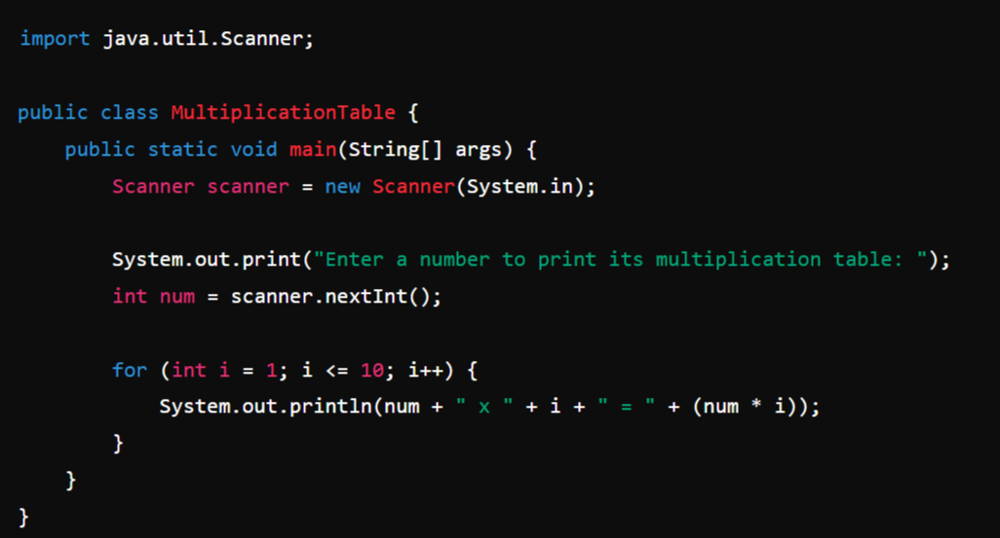 import java.util.Scanner;
public class MultiplicationTable {
public static void main(String[] args) {
Scanner scanner = new Scanner(System.in);
System.out.print("Enter a number to print its multiplication table: ");
int num = scanner.nextInt();
for (int i = 1; i <= 10; i++) {
System.out.println(num + " x " + i + " = " + (num * i));
}
}
}